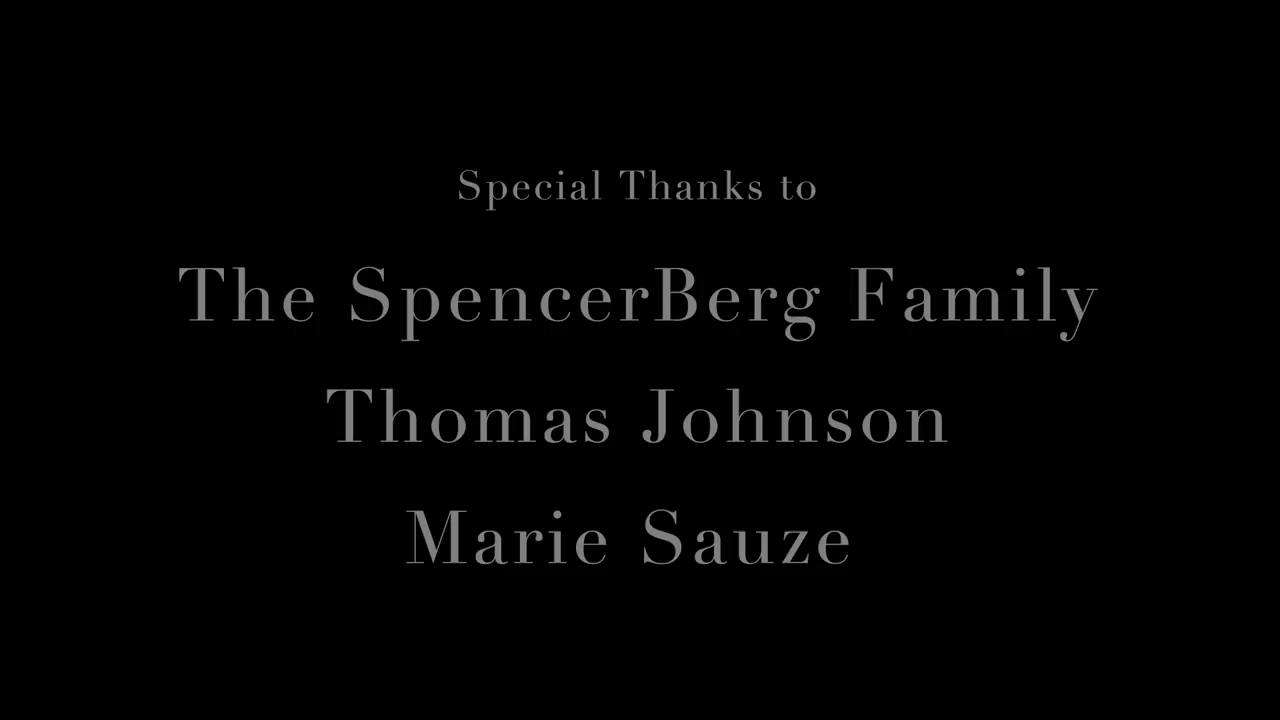 Special Thanks to
The SpencerBerg Family
Thomas Johnson
Marie Sauze